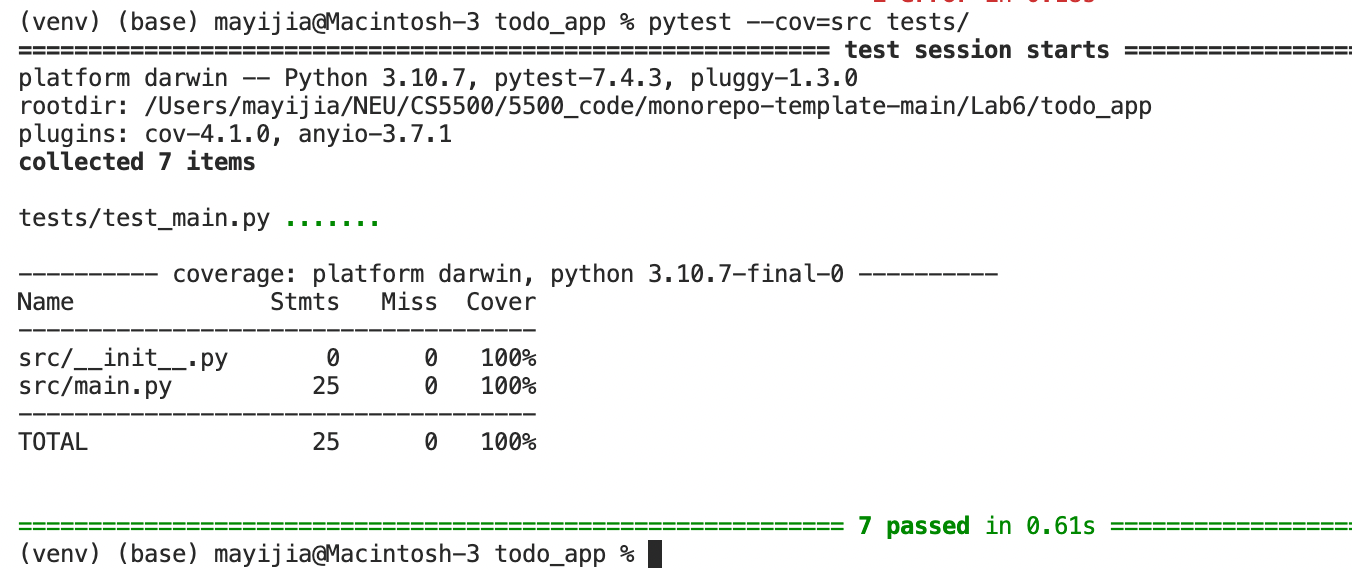 (venv) (base) mayijia@Macintosh-3 todo_app % pytest --cov=src tests/
============================================================ test session starts =================
platform darwin -- Python 3.10.7, pytest-7.4.3, pluggy-1.3.0
rootdir: /Users/mayijia/NEU/CS5500/5500_code/monorepo-template-main/Lab6/todo_app
plugins: cov-4.1.0, anyio-3.7.1
collected 7 items
tests/test_main.py .......
---------- coverage: platform darwin, python 3.10.7-final-0 ----------
Name              Stmts   Miss  Cover
-------------------------------------
src/__init__.py       0      0   100%
src/main.py          25      0   100%
-------------------------------------
TOTAL                25      0   100%
============================================================ 7 passed in 0.61s ==================
(venv) (base) mayijia@Macintosh-3 todo_app %